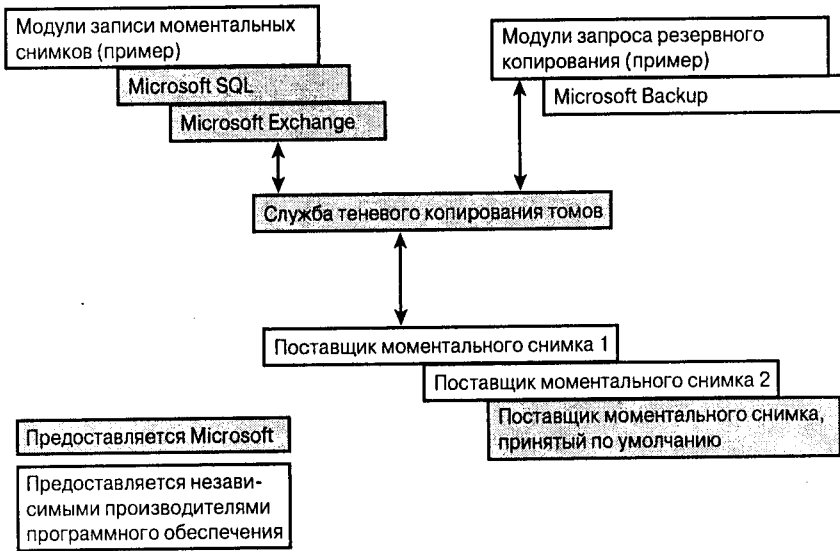 Модули записи моментальных
снимков (пример)
Microsoft SQL
Microsoft Exchange
Модули запроса резервного
копирования (пример)
Microsoft Backup
Служба теневого копирования томов
Поставщик моментального снимка 1
Поставщик моментального снимка 2
Поставщик моментального снимка,
принятый по умолчанию
Предоставляется Microsoft
Предоставляется незави-
симыми производителями
программного обеспечения